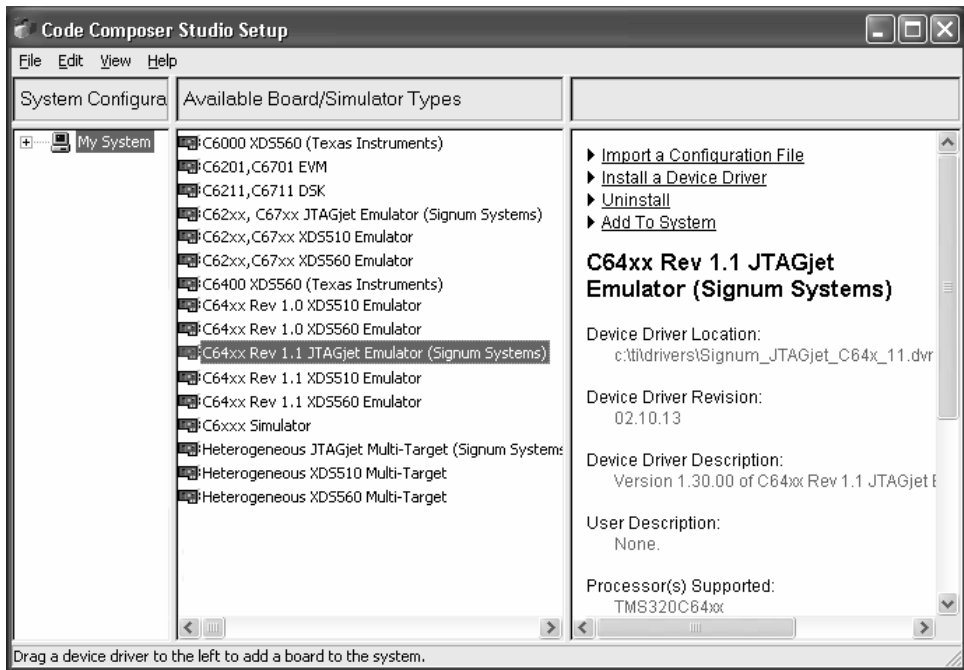 Code Composer Studio Setup
File Edit View Help
System Configura
Available Board/Simulator Types
My System
C6000 XDS560 (Texas Instruments)
C6201,C6701 EVM
C6211,C6711 DSK
C62xx, C67xx JTAGjet Emulator (Signum Systems)
C62xx,C67xx XDS510 Emulator
C62xx,C67xx XDS560 Emulator
C6400 XDS560 (Texas Instruments)
C64xx Rev 1.0 XDS510 Emulator
C64xx Rev 1.0 XDS560 Emulator
C64xx Rev 1.1 JTAGjet Emulator (Signum Systems)
C64xx Rev 1.1 XDS510 Emulator
C64xx Rev 1.1 XDS560 Emulator
C6xxx Simulator
Heterogeneous JTAGjet Multi-Target (Signum Systems
Heterogeneous XDS510 Multi-Target
Heterogeneous XDS560 Multi-Target
Import a Configuration File
Install a Device Driver
Uninstall
Add To System
C64xx Rev 1.1 JTAGjet
Emulator (Signum Systems)
Device Driver Location:
c:\ti\drivers\Signum_JTAGjet_C64x_11.dvr
Device Driver Revision:
02.10.13
Device Driver Description:
Version 1.30.00 of C64xx Rev 1.1 JTAGjet E
User Description:
None.
Processor(s) Supported:
TMS320C64xx
Drag a device driver to the left to add a board to the system.